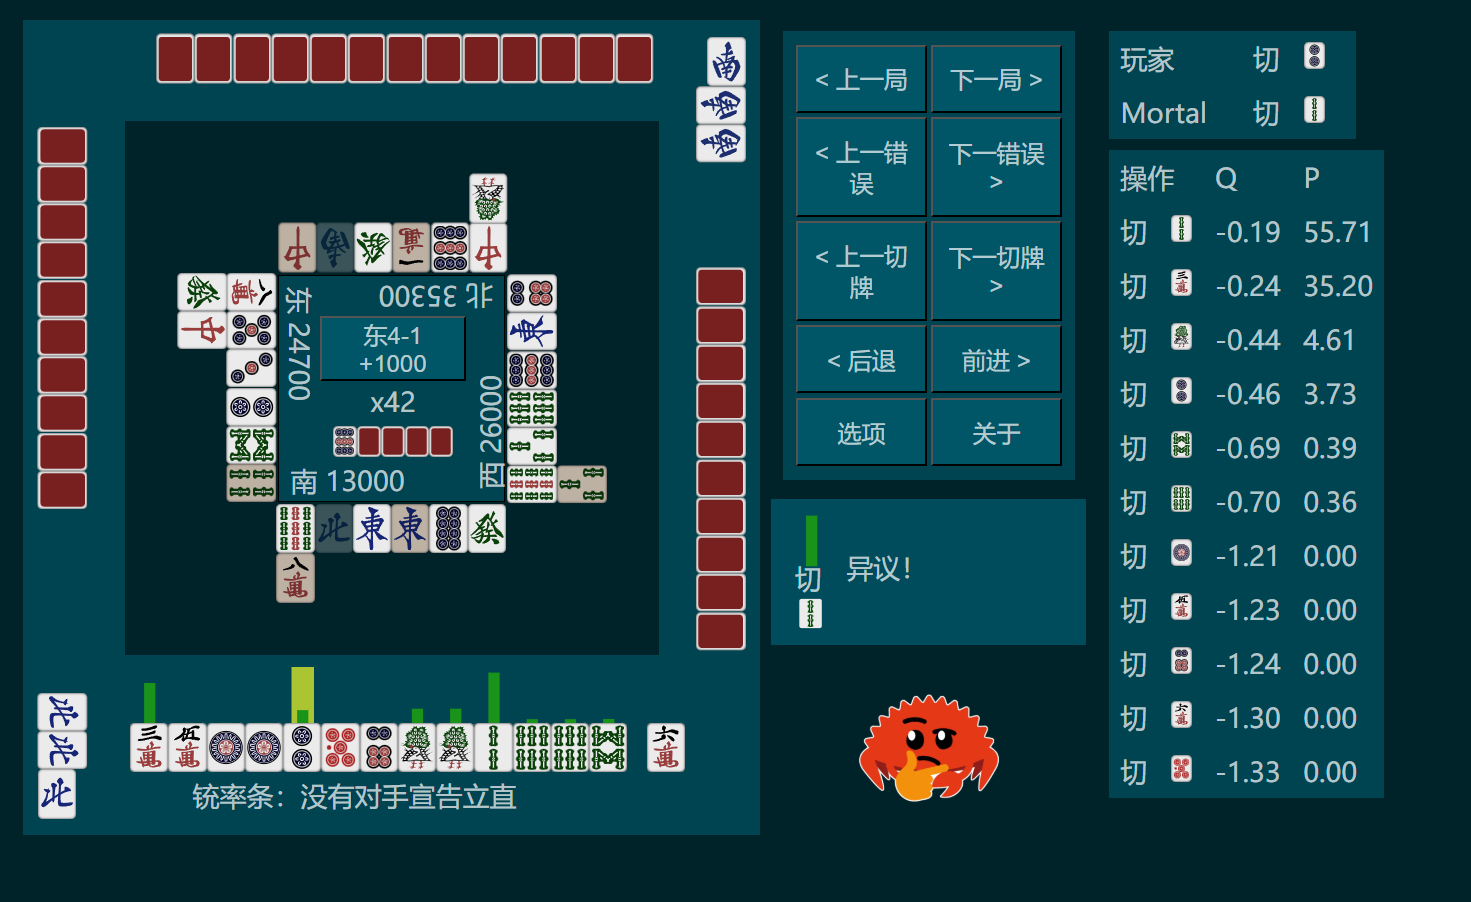 东 24700
北 35300
东4-1
+1000
x42
西 26000
南 13000
铳率条：没有对手宣告立直
< 上一局
下一局 >
< 上一错误
下一错误 >
< 上一切牌
下一切牌 >
< 后退
前进 >
选项
关于
切
异议！
玩家 切
Mortal 切
操作 Q P
切 -0.19 55.71
切 -0.24 35.20
切 -0.44 4.61
切 -0.46 3.73
切 -0.69 0.39
切 -0.70 0.36
切 -1.21 0.00
切 -1.23 0.00
切 -1.24 0.00
切 -1.30 0.00
切 -1.33 0.00